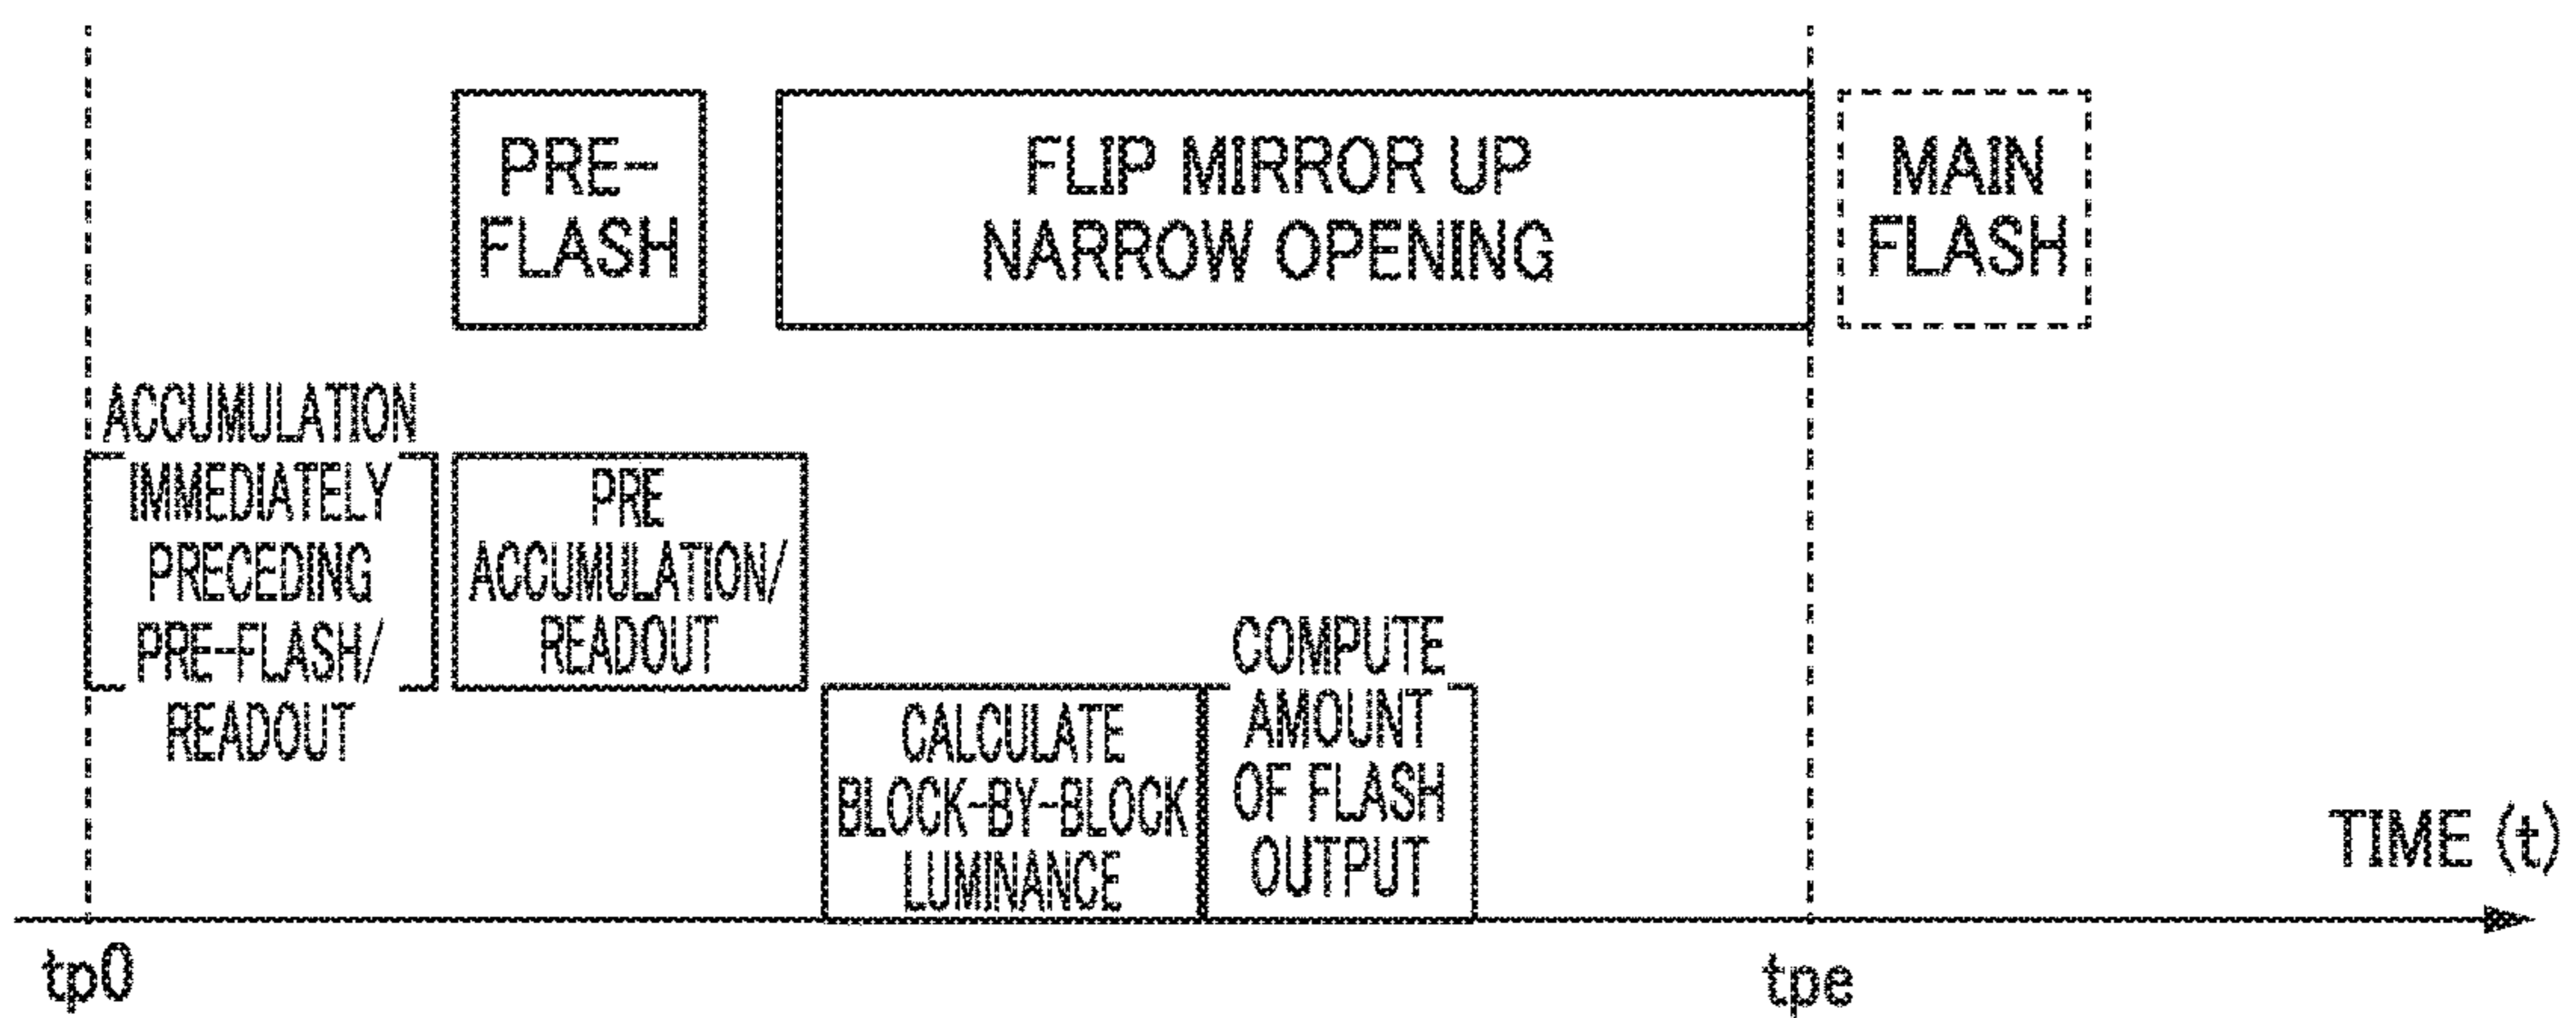 PRE-
FLASH
FLIP MIRROR UP
NARROW OPENING
MAIN
FLASH
ACCUMULATION
IMMEDIATELY
PRECEDING
PRE-FLASH/
READOUT
PRE
ACCUMULATION/
READOUT
CALCULATE
BLOCK-BY-BLOCK
LUMINANCE
COMPUTE
AMOUNT
OF FLASH
OUTPUT
TIME (t)
tp0
tpe